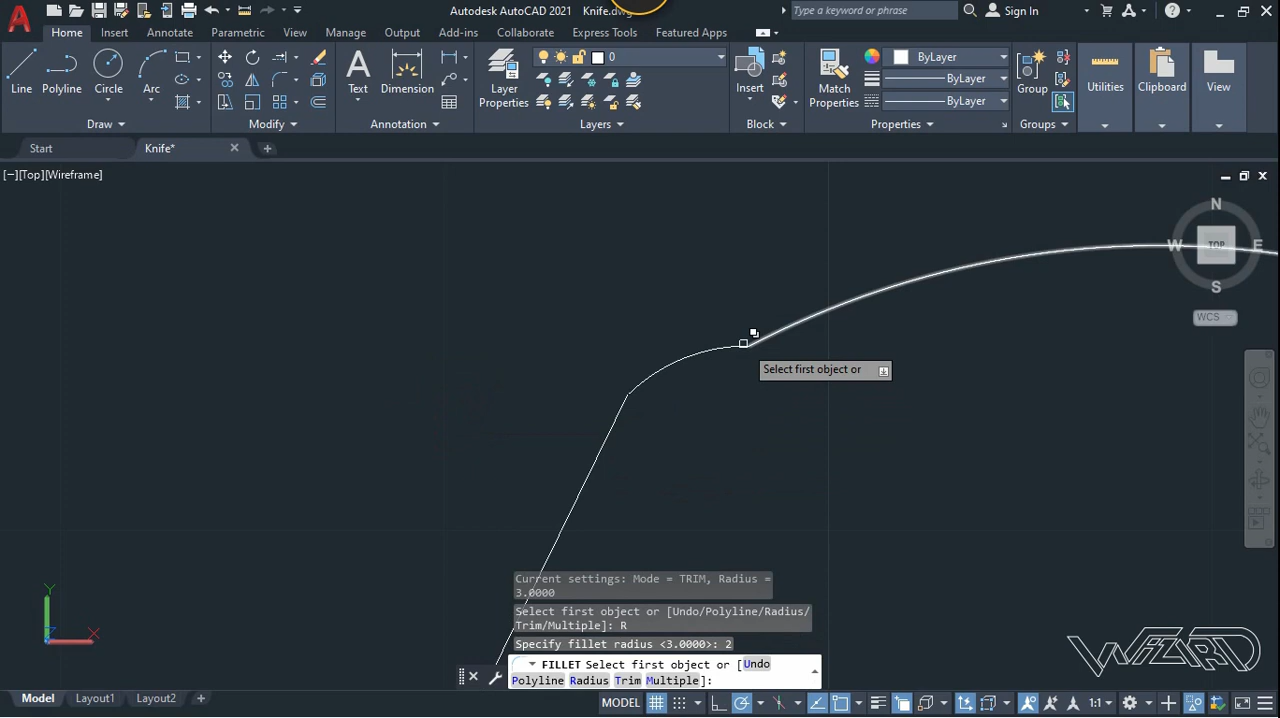 Autodesk AutoCAD 2021 Knife.dwg
Type a keyword or phrase
Sign In
Home Insert Annotate Parametric View Manage Output Add-ins Collaborate Express Tools Featured Apps
Line Polyline Circle Arc
Text Dimension
Layer
Properties
0
Insert
Match
Properties
ByLayer
ByLayer
ByLayer
Group
Utilities
Clipboard
View
Draw Modify Annotation Layers Block Properties Groups
Start Knife*
[−][Top][Wireframe]
N
W TOP E
S
WCS
Select first object or
Current settings: Mode = TRIM, Radius =
3.0000
Select first object or [Undo/Polyline/Radius/
Trim/Multiple]: R
Specify fillet radius <3.0000>: 2
FILLET Select first object or [Undo
Polyline Radius Trim Multiple]:
Y
X
WIZARD
Model Layout1 Layout2
MODEL
1:1